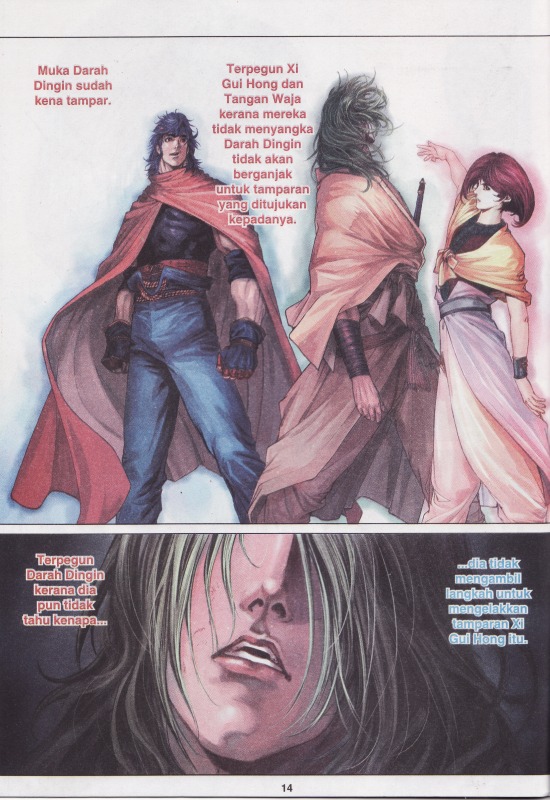 Muka Darah
Dingin sudah
kena tampar.
Terpegun Xi
Gui Hong dan
Tangan Waja
kerana mereka
tidak menyangka
Darah Dingin
tidak akan
berganjak
untuk tamparan
yang ditujukan
kepadanya.
Terpegun
Darah Dingin
kerana dia
pun tidak
tahu kenapa...
...dia tidak
mengambil
langkah untuk
mengelakkan
tamparan Xi
Gui Hong itu.
14